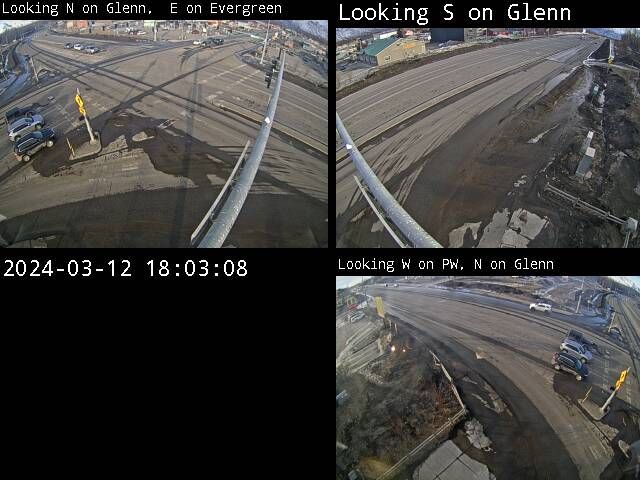 Looking N on Glenn,  E on Evergreen
Looking S on Glenn
2024-03-12 18:03:08
Looking W on PW, N on Glenn